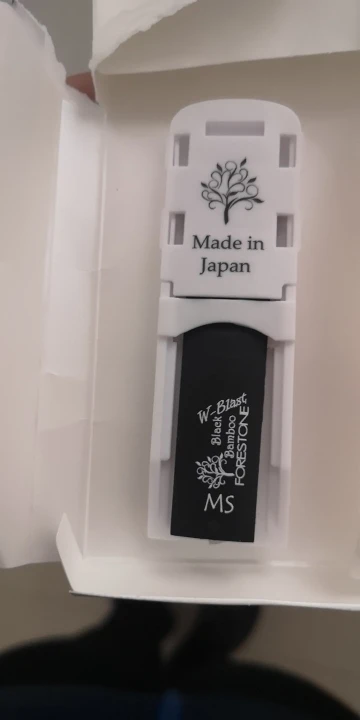 Made in
Japan
W-Blast
Black
Bamboo
FORESTONE
MS